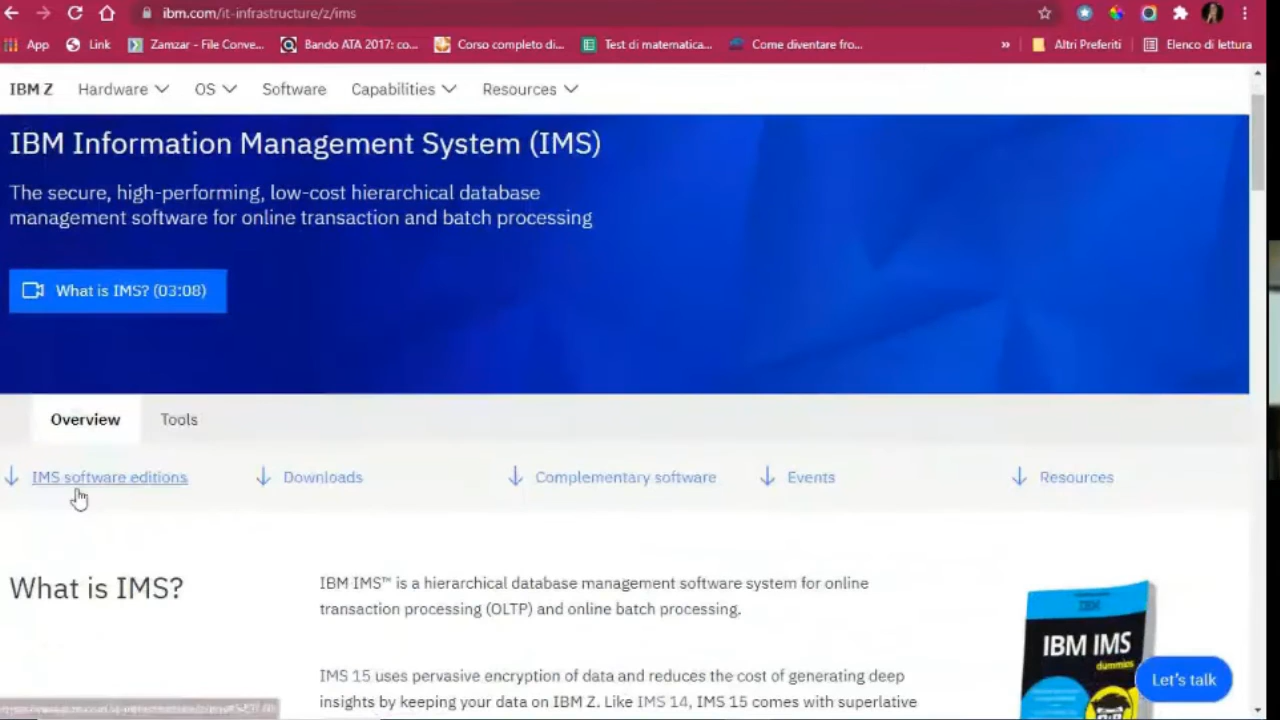 ibm.com/it-infrastructure/z/ims
App Link Zamzar - File Conve... Bando ATA 2017: co... Corso completo di... Test di matematica... Come diventare fro... » Altri Preferiti Elenco di lettura
IBM Z Hardware OS Software Capabilities Resources
IBM Information Management System (IMS)
The secure, high-performing, low-cost hierarchical database
management software for online transaction and batch processing
What is IMS? (03:08)
Overview Tools
IMS software editions Downloads Complementary software Events Resources
What is IMS?
IBM IMS™ is a hierarchical database management software system for online
transaction processing (OLTP) and online batch processing.
IMS 15 uses pervasive encryption of data and reduces the cost of generating deep
insights by keeping your data on IBM Z. Like IMS 14, IMS 15 comes with superlative
IBM
IBM IMS
dummies
Let's talk